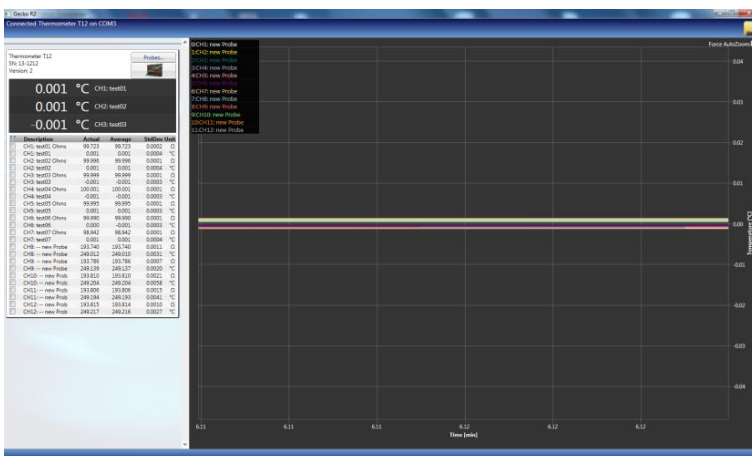 Gecko R2
Connected Thermometer T12 on COM3
Thermometer T12
SN: 13-1212
Version: 2
Probes...
0.001 °C CH1: test01
0.001 °C CH2: test02
-0.001 °C CH3: test03
Description Actual Average StdDev Unit
CH1: test01 Ohms 99.723 99.723 0.0002 Ω
CH1: test01 0.001 0.001 0.0004 °C
CH2: test02 Ohms 99.996 99.996 0.0001 Ω
CH2: test02 0.001 0.001 0.0004 °C
CH3: test03 Ohms 99.999 99.999 0.0001 Ω
CH3: test03 -0.001 -0.001 0.0003 °C
CH4: test04 Ohms 100.001 100.001 0.0001 Ω
CH4: test04 -0.001 -0.001 0.0003 °C
CH5: test05 Ohms 99.995 99.995 0.0001 Ω
CH5: test05 0.001 0.001 0.0003 °C
CH6: test06 Ohms 99.990 99.990 0.0001 Ω
CH6: test06 0.000 -0.001 0.0003 °C
CH7: test07 Ohms 98.942 98.942 0.0001 Ω
CH7: test07 0.001 0.001 0.0004 °C
CH8: -- new Probe 193.740 193.740 0.0011 Ω
CH8: -- new Probe 249.012 249.010 0.0031 °C
CH9: -- new Probe 193.786 193.786 0.0007 Ω
CH9: -- new Probe 249.139 249.137 0.0020 °C
CH10: -- new Prob 193.810 193.810 0.0021 Ω
CH10: -- new Prob 249.204 249.204 0.0058 °C
CH11: -- new Prob 193.806 193.806 0.0015 Ω
CH11: -- new Prob 249.194 249.193 0.0041 °C
CH12: -- new Prob 193.815 193.814 0.0010 Ω
CH12: -- new Prob 249.217 249.216 0.0027 °C
0:CH1: new Probe
1:CH2: new Probe
2:CH3: new Probe
3:CH4: new Probe
4:CH5: new Probe
6:CH7: new Probe
7:CH8: new Probe
8:CH9: new Probe
9:CH10: new Probe
10:CH11: new Probe
11:CH12: new Probe
Force AutoZoom
0.04
0.03
0.02
0.01
0.00
-0.01
-0.02
-0.03
-0.04
Temperature [°C]
6.11 6.11 6.11 6.12 6.12 6.12
Time [min]